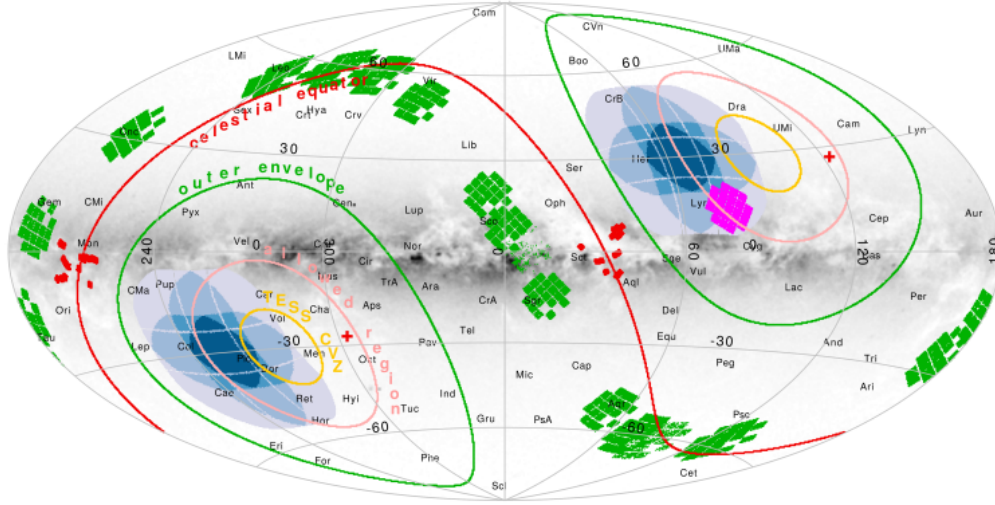 Com
CVn
UMa
LMi
Leo
60
Boo
60
Vir
CrB
Dra
Cam
Lyn
UMi
Sex
Crt
Hya
Crv
celestial equator
Cnc
Lib
30
30
Her
Ser
outer envelope
Ant
Cen
Gem
CMi
Pyx
Lup
Sco
Oph
Lyr
Cep
Aur
Mon
240
Vel
0
Nor
Sct
Sge
60
Cyg
120
Cas
180
Cir
Mus
Vul
aligned region
Pup
CMa
Car
TrA
Ara
CrA
Sgr
Aql
Lac
Per
Ori
TESS CVZ
Vol
Cha
Aps
Del
Tau
Lep
Col
-30
Men
Pic
Dor
Oct
Pav
Tel
Equ
-30
And
Tri
Peg
Mic
Cap
Ari
Cae
Ret
Hyi
Tuc
Ind
Hor
Gru
PsA
Aqr
Psc
-60
-60
Eri
For
Phe
Cet
Scl